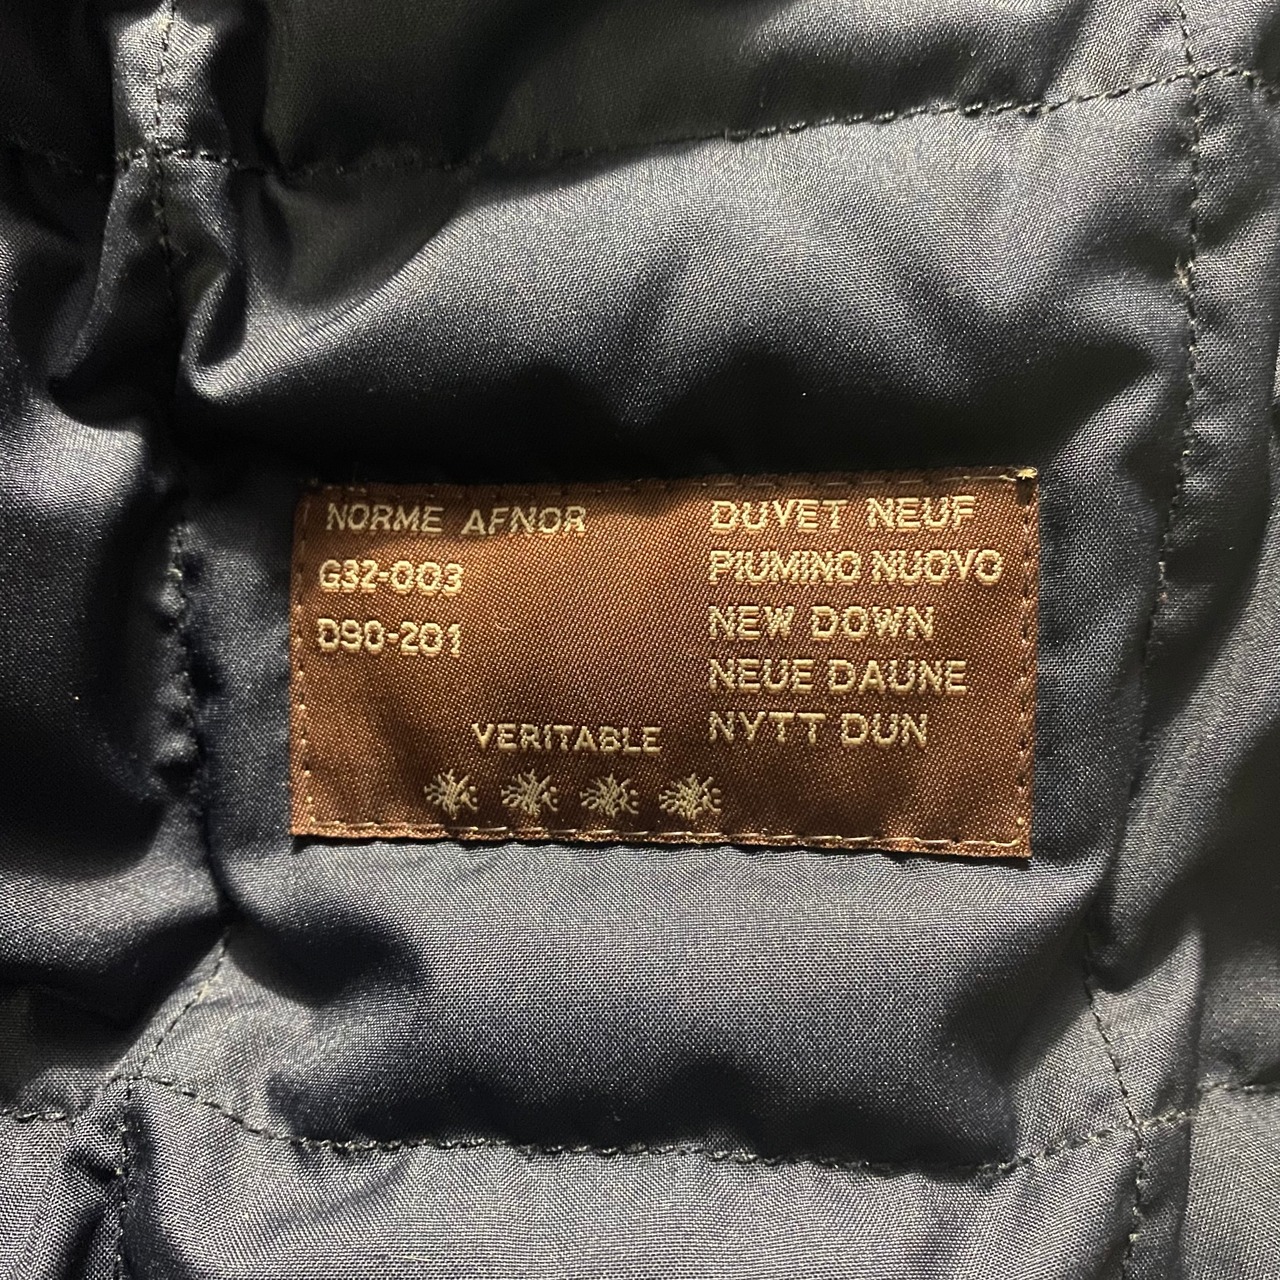 NORME AFNOR
G32-003
D90-201
VERITABLE
DUVET NEUF
PIUMINO NUOVO
NEW DOWN
NEUE DAUNE
NYTT DUN